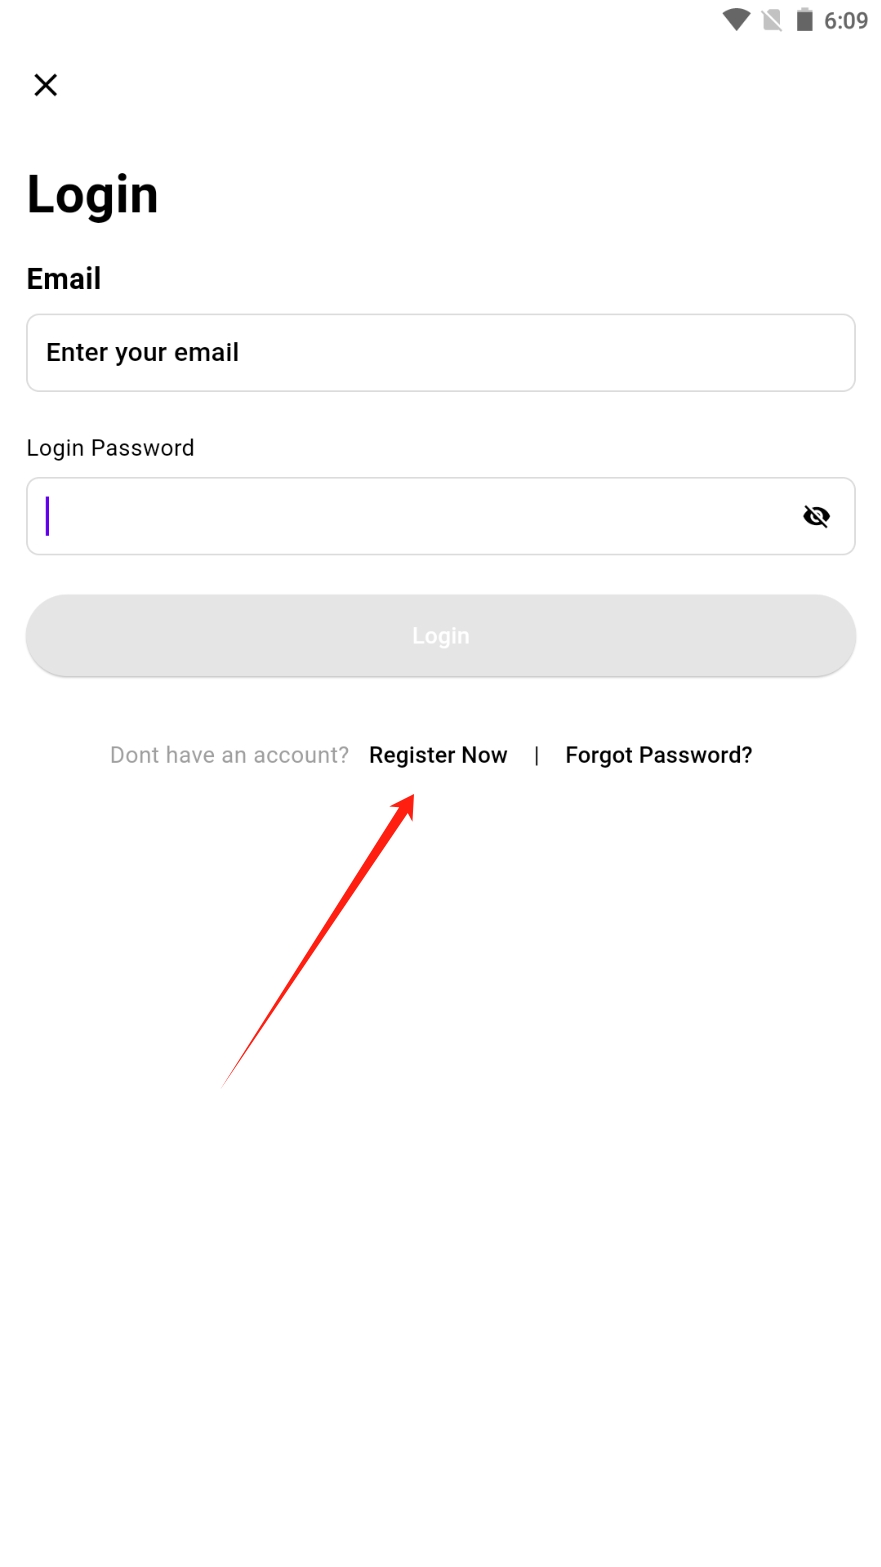 6:09
Login
Email
Enter your email
Login Password
Login
Dont have an account? Register Now | Forgot Password?